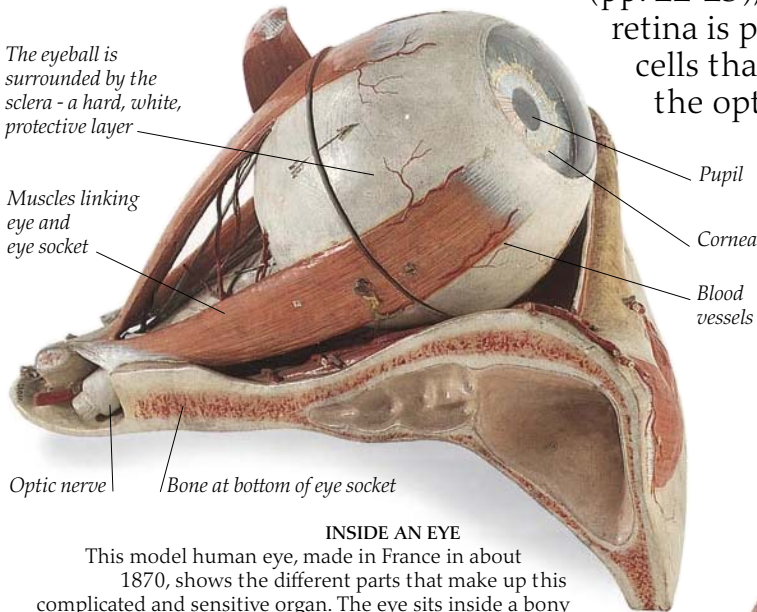 (pp. 22-23),
retina is p
cells tha
the opt
The eyeball is
surrounded by the
sclera - a hard, white,
protective layer
Muscles linking
eye and
eye socket
Pupil
Cornea
Blood
vessels
Optic nerve
Bone at bottom of eye socket
INSIDE AN EYE
This model human eye, made in France in about
1870, shows the different parts that make up this
complicated and sensitive organ. The eye sits inside a bony